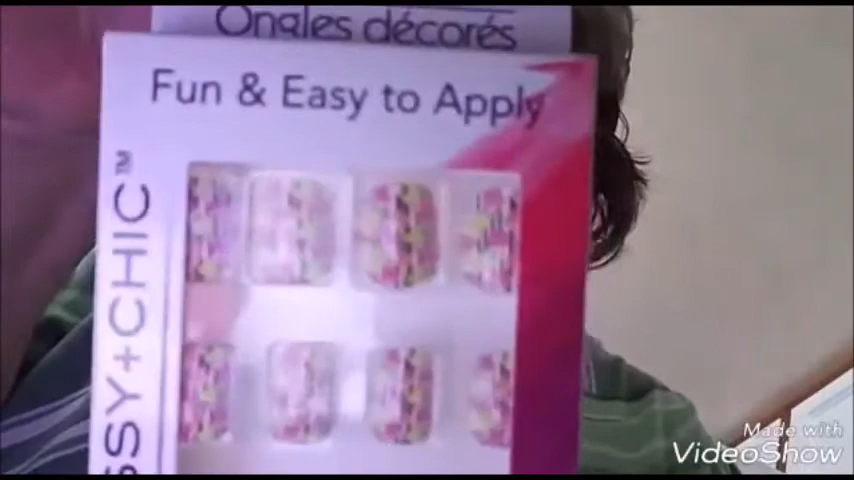 Ongles décorés
Fun & Easy to Apply
SSY+CHIC™
Made with
VideoShow